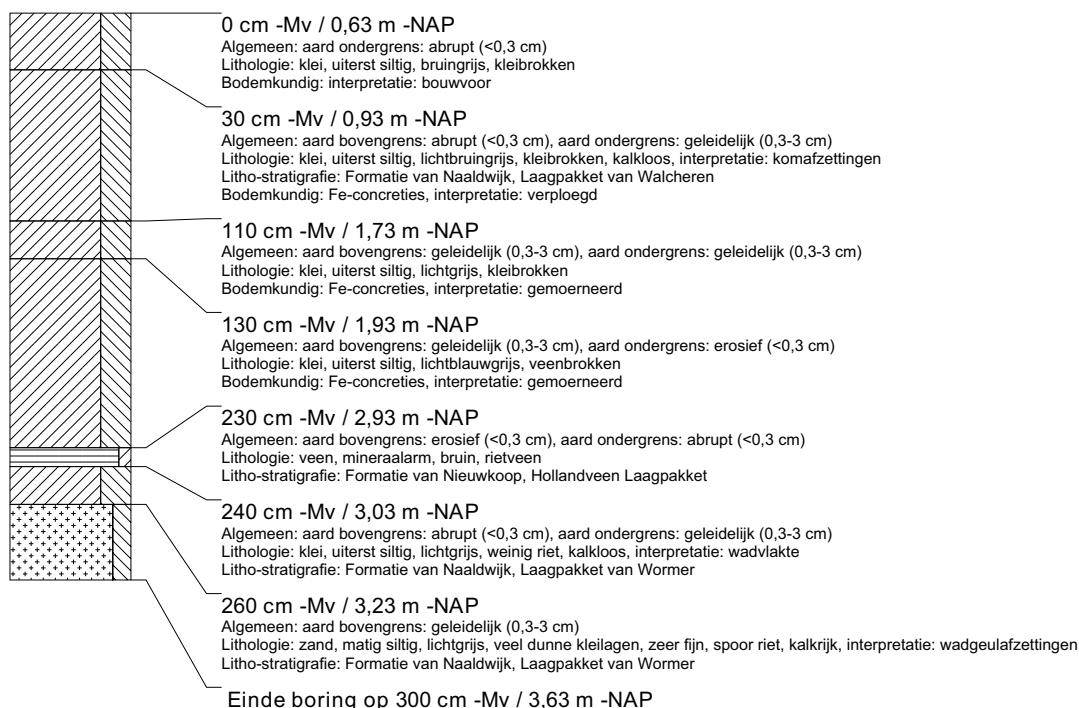 0 cm -Mv / 0,63 m -NAP
Algemeen: aard ondergrens: abrupt (<0,3 cm)
Lithologie: klei, uiterst siltig, bruingrijs, kleibrokken
Bodemkundig: interpretatie: bouwvoor
30 cm -Mv / 0,93 m -NAP
Algemeen: aard bovengrens: abrupt (<0,3 cm), aard ondergrens: geleidelijk (0,3-3 cm)
Lithologie: klei, uiterst siltig, lichtbruingrijs, kleibrokken, kalkloos, interpretatie: komafzettingen
Litho-stratigrafie: Formatie van Naaldwijk, Laagpakket van Walcheren
Bodemkundig: Fe-concreties, interpretatie: verploegd
110 cm -Mv / 1,73 m -NAP
Algemeen: aard bovengrens: geleidelijk (0,3-3 cm), aard ondergrens: geleidelijk (0,3-3 cm)
Lithologie: klei, uiterst siltig, lichtgrijs, kleibrokken
Bodemkundig: Fe-concreties, interpretatie: gemoerneerd
130 cm -Mv / 1,93 m -NAP
Algemeen: aard bovengrens: geleidelijk (0,3-3 cm), aard ondergrens: erosief (<0,3 cm)
Lithologie: klei, uiterst siltig, lichtblauwgrijs, veenbrokken
Bodemkundig: Fe-concreties, interpretatie: gemoerneerd
230 cm -Mv / 2,93 m -NAP
Algemeen: aard bovengrens: erosief (<0,3 cm), aard ondergrens: abrupt (<0,3 cm)
Lithologie: veen, mineraalarm, bruin, rietveen
Litho-stratigrafie: Formatie van Nieuwkoop, Hollandveen Laagpakket
240 cm -Mv / 3,03 m -NAP
Algemeen: aard bovengrens: abrupt (<0,3 cm), aard ondergrens: geleidelijk (0,3-3 cm)
Lithologie: klei, uiterst siltig, lichtgrijs, weinig riet, kalkloos, interpretatie: wadvlakte
Litho-stratigrafie: Formatie van Naaldwijk, Laagpakket van Wormer
260 cm -Mv / 3,23 m -NAP
Algemeen: aard bovengrens: geleidelijk (0,3-3 cm)
Lithologie: zand, matig siltig, lichtgrijs, veel dunne kleilagen, zeer fijn, spoor riet, kalkrijk, interpretatie: wadgeulafzettingen
Litho-stratigrafie: Formatie van Naaldwijk, Laagpakket van Wormer
Einde boring op 300 cm -Mv / 3,63 m -NAP